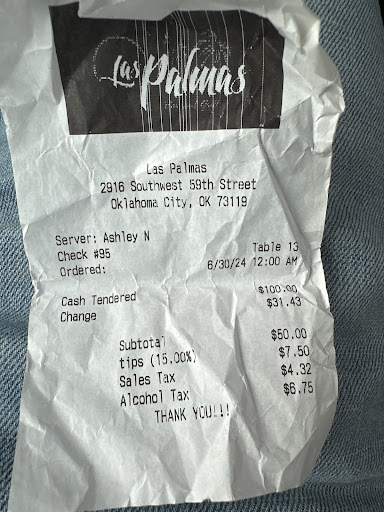 Las Palmas
Las Palmas
2916 Southwest 59th Street
Oklahoma City, OK 73119
Server: Ashley N
Check #95 Table 13
Ordered: 6/30/24 12:00 AM
Cash Tendered $100.00
Change $31.43
Subtotal $50.00
tips (15.00%) $7.50
Sales Tax $4.32
Alcohol Tax $6.75
THANK YOU!!!